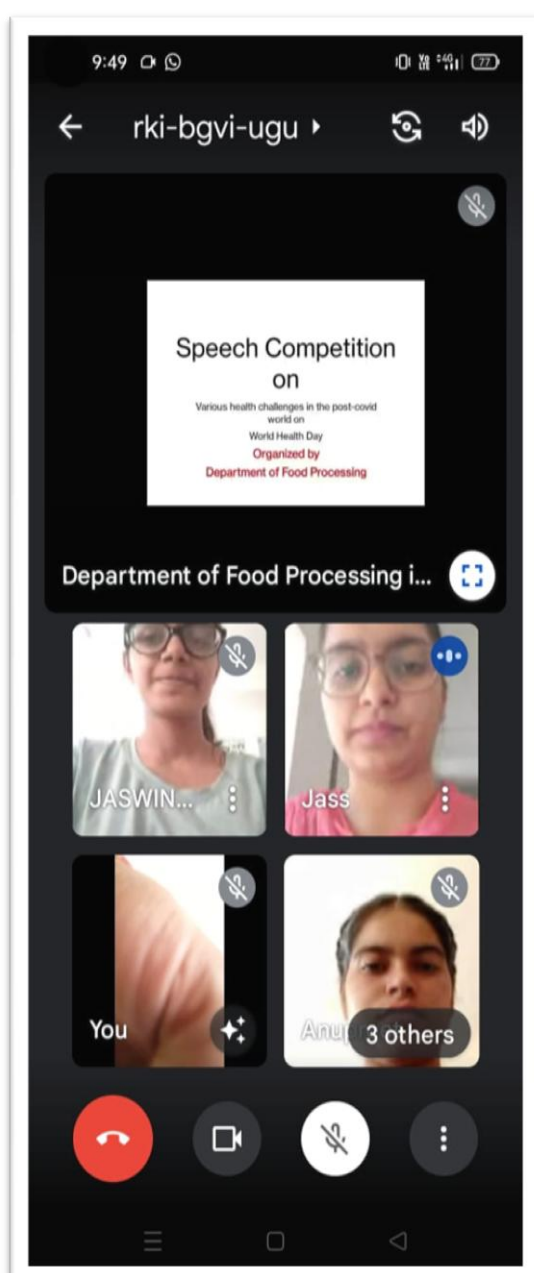 9:49
77
rki-bgvi-ugu
Speech Competition
on
Various health challenges in the post-covid
world on
World Health Day
Organized by
Department of Food Processing
Department of Food Processing i...
JASWIN...
Jass
You
3 others